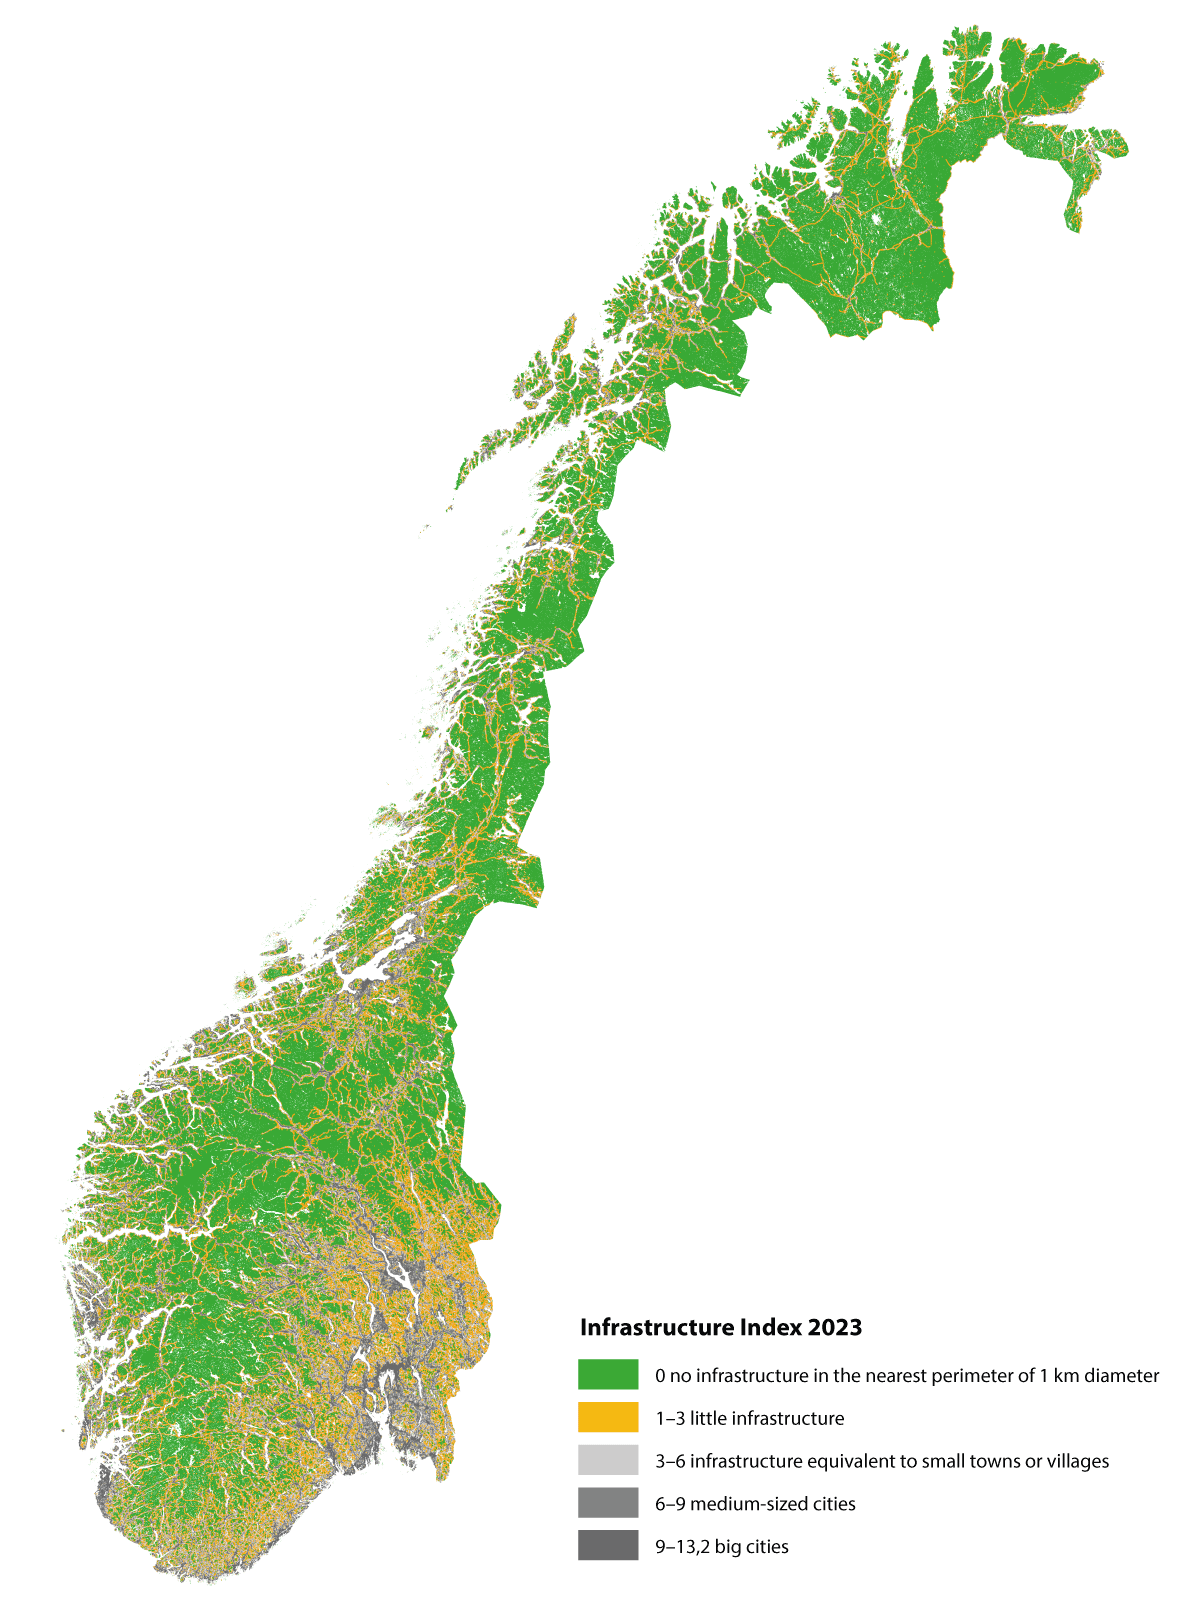 Infrastructure Index 2023
0 no infrastructure in the nearest perimeter of 1 km diameter
1–3 little infrastructure
3–6 infrastructure equivalent to small towns or villages
6–9 medium-sized cities
9–13,2 big cities